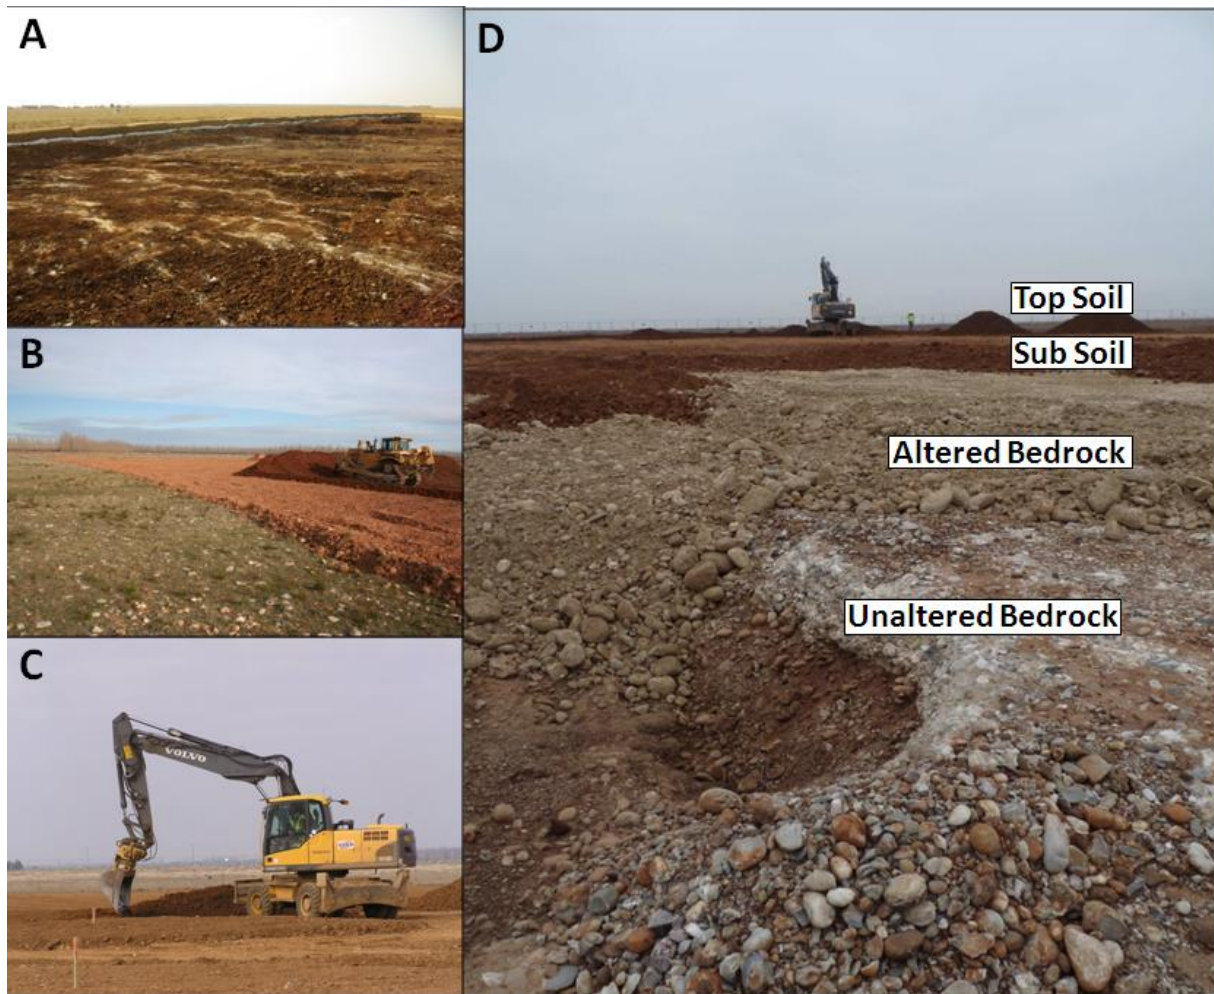 A
B
C
VOLVO
D
Top Soil
Sub Soil
Altered Bedrock
Unaltered Bedrock